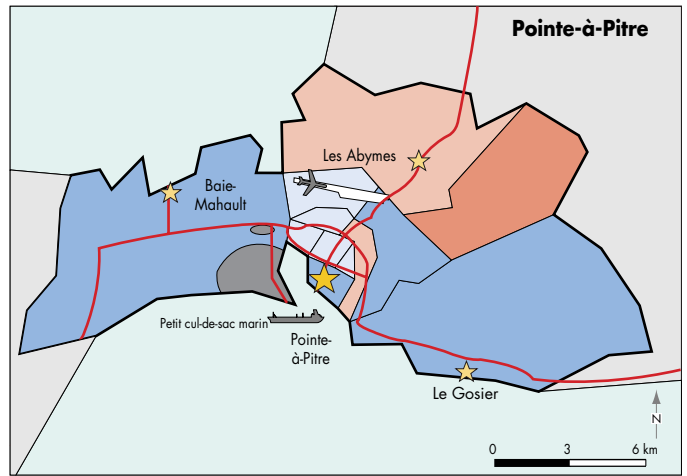 Pointe-à-Pitre
Les Abymes
Baie-
Mahault
Petit cul-de-sac marin
Pointe-
à-Pitre
Le Gosier
N
0 3 6 km